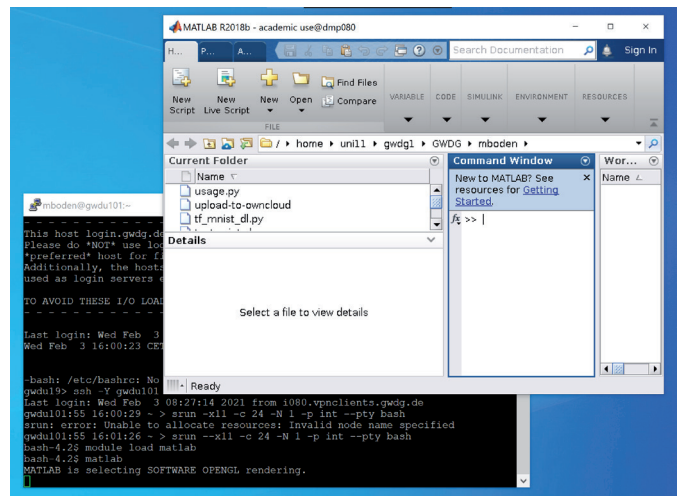 MATLAB R2018b - academic use@dmp080
H... P... A... Search Documentation Sign In
New Script
New Live Script
New
Open
Find Files
Compare
FILE
VARIABLE CODE SIMULINK ENVIRONMENT RESOURCES
/ home uni11 gwdg1 GWDG mboden
Current Folder
Name
usage.py
upload-to-owncloud
tf_mnist_dl.py
Details
Select a file to view details
Command Window
New to MATLAB? See
resources for Getting
Started.
fx >>
Wor...
Name
Ready
mboden@gwdu101:~
- - - - - - - - - - - - -
This host login.gwdg.de
Please do *NOT* use log
*preferred* host for fi
Additionally, the hosts
used as login servers e
TO AVOID THESE I/O LOAD
- - - - - - - - - - - - -
Last login: Wed Feb 3
Wed Feb 3 16:00:23 CET
-bash: /etc/bashrc: No
gwdu19> ssh -Y gwdu101
Last login: Wed Feb 3 08:27:14 2021 from i080.vpnclients.gwdg.de
gwdu101:55 16:00:29 ~ > srun -x11 -c 24 -N 1 -p int --pty bash
srun: error: Unable to allocate resources: Invalid node name specified
gwdu101:55 16:01:26 ~ > srun --x11 -c 24 -N 1 -p int --pty bash
bash-4.2$ module load matlab
bash-4.2$ matlab
MATLAB is selecting SOFTWARE OPENGL rendering.